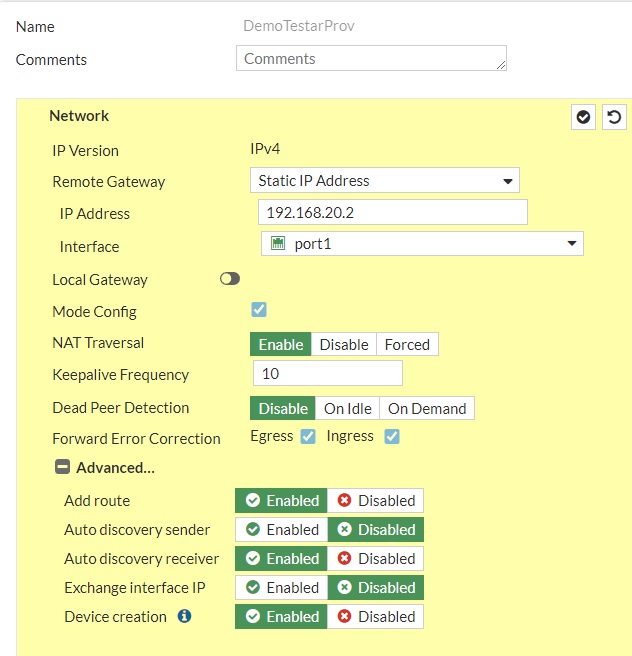 Name DemoTestarProv
Comments Comments
Network
IP Version IPv4
Remote Gateway Static IP Address
IP Address 192.168.20.2
Interface port1
Local Gateway
Mode Config
NAT Traversal Enable Disable Forced
Keepalive Frequency 10
Dead Peer Detection Disable On Idle On Demand
Forward Error Correction Egress Ingress
Advanced...
Add route Enabled Disabled
Auto discovery sender Enabled Disabled
Auto discovery receiver Enabled Disabled
Exchange interface IP Enabled Disabled
Device creation Enabled Disabled